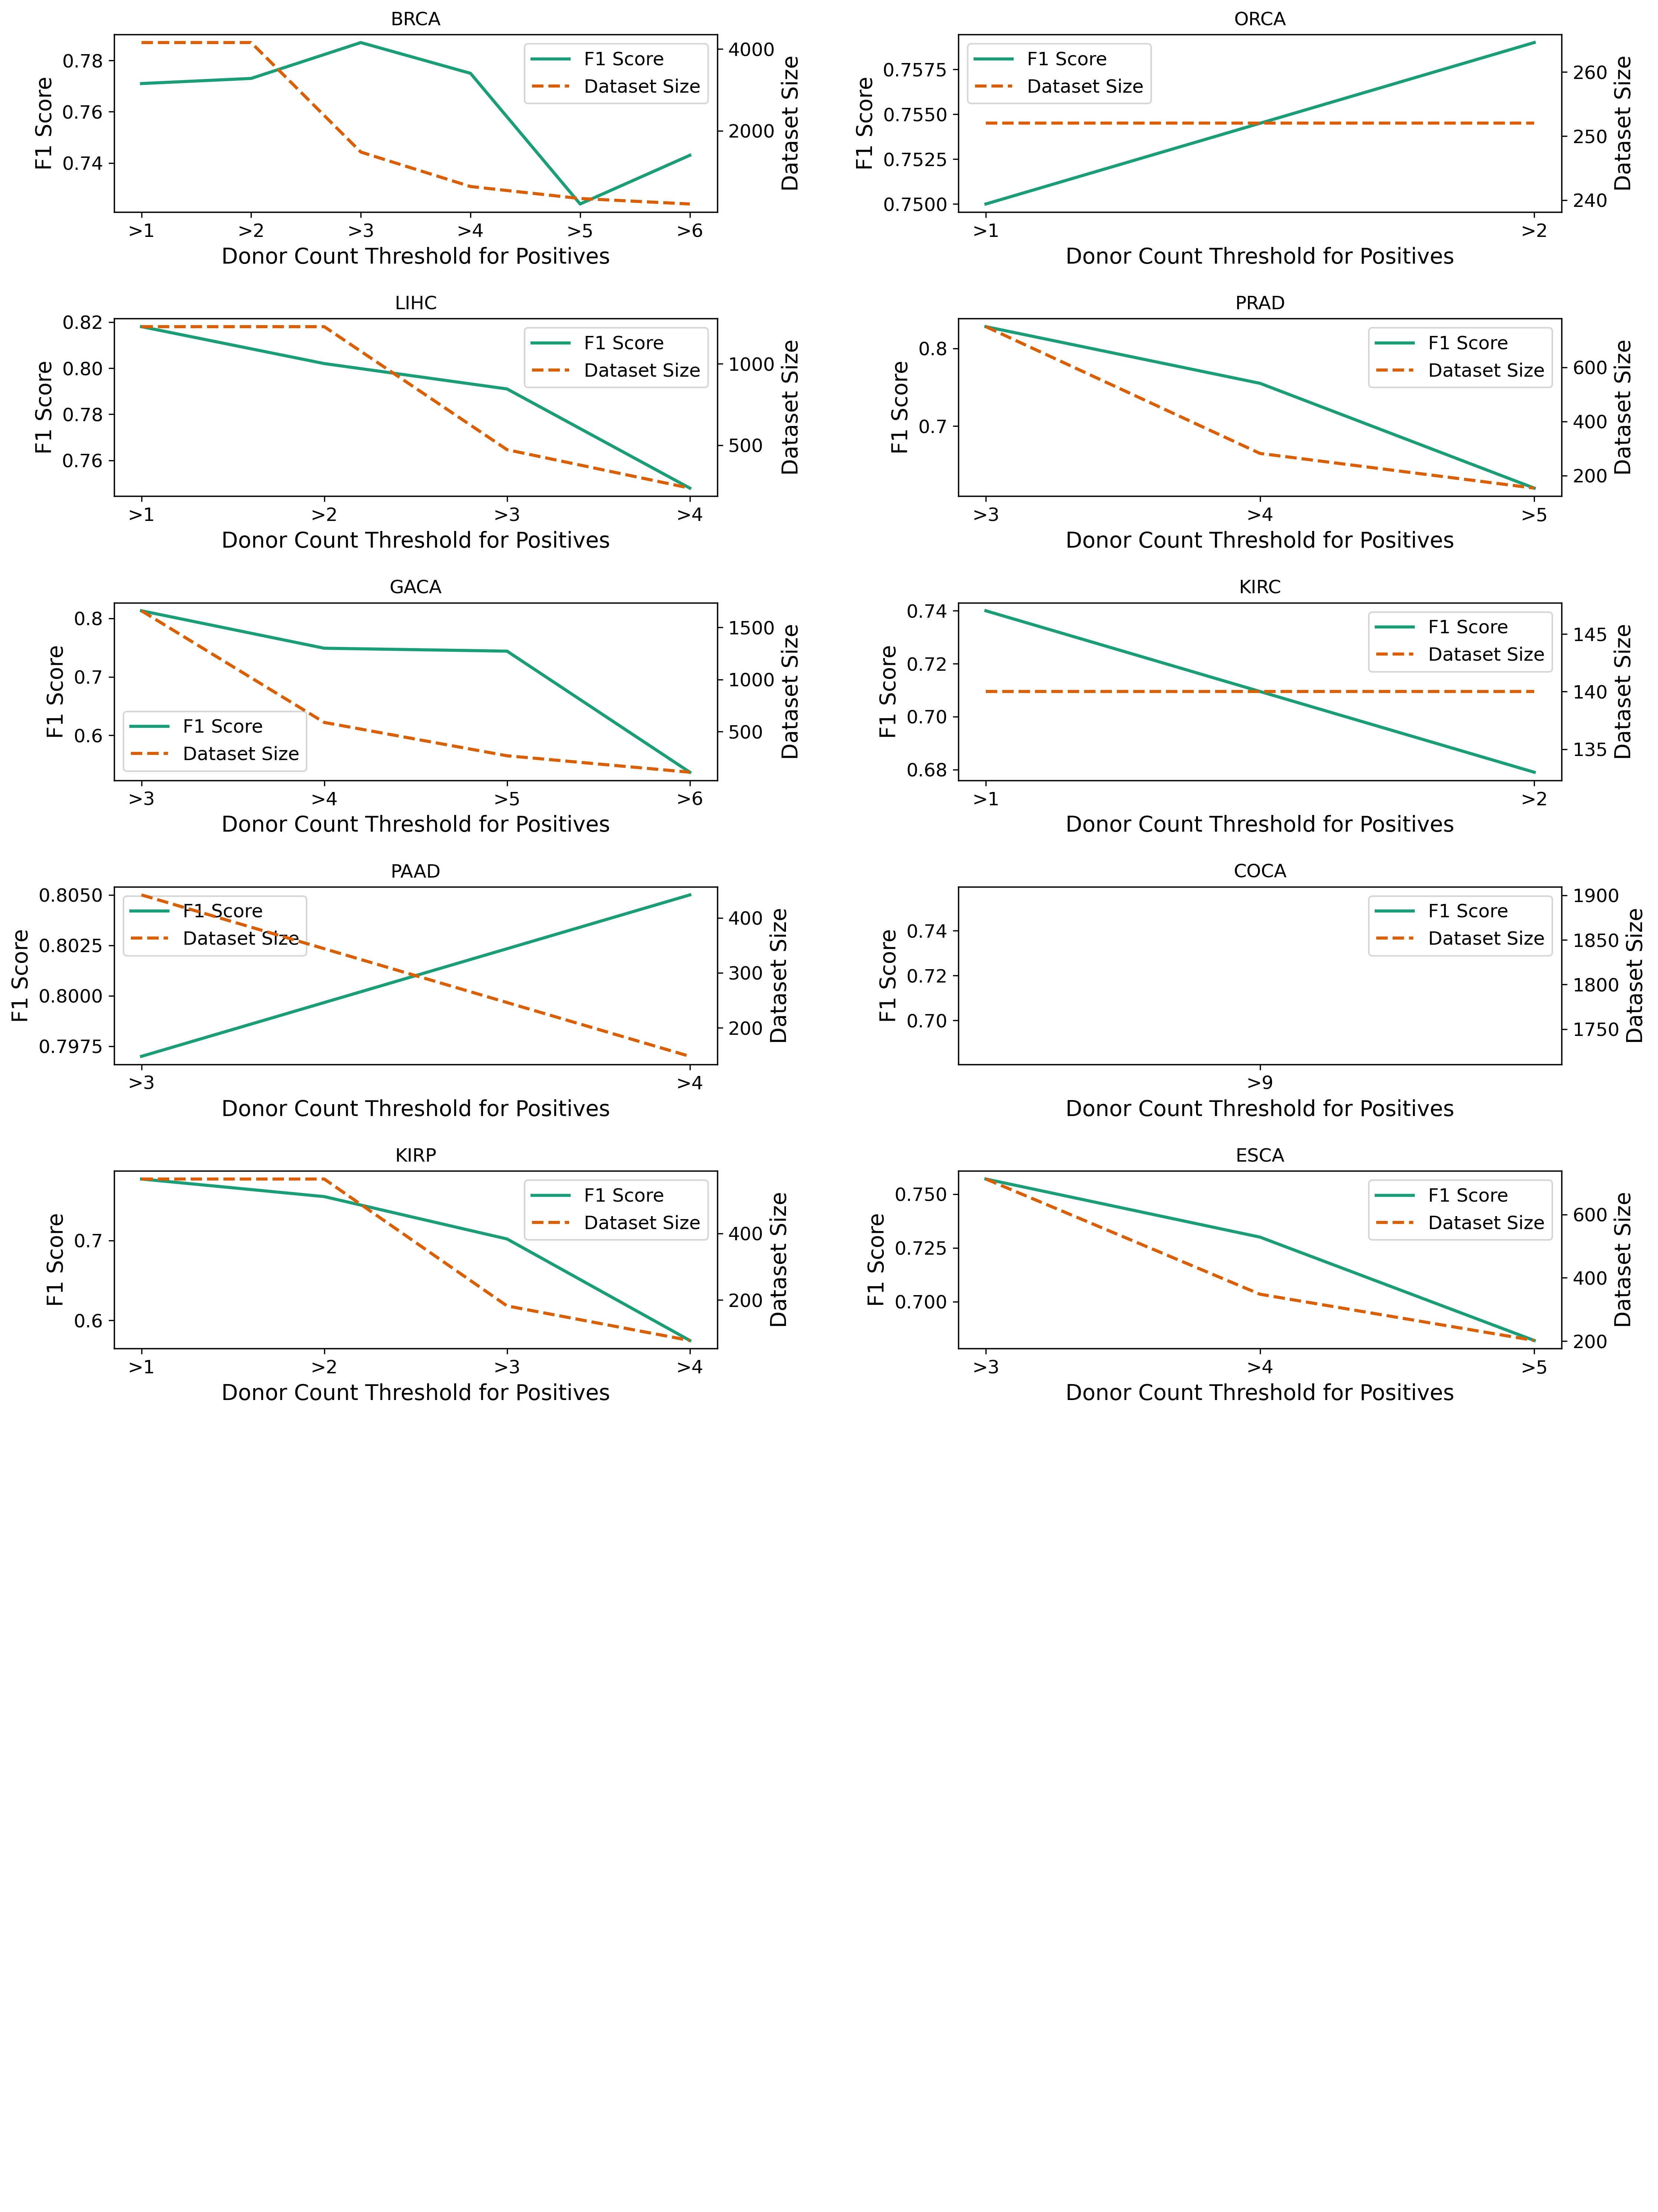 BRCA
F1 Score
0.78
0.76
0.74
F1 Score
Dataset Size
4000
2000
Dataset Size
>1 >2 >3 >4 >5 >6
Donor Count Threshold for Positives
ORCA
F1 Score
0.7575
0.7550
0.7525
0.7500
F1 Score
Dataset Size
260
250
240
Dataset Size
>1 >2
Donor Count Threshold for Positives
LIHC
F1 Score
0.82
0.80
0.78
0.76
F1 Score
Dataset Size
1000
500
Dataset Size
>1 >2 >3 >4
Donor Count Threshold for Positives
PRAD
F1 Score
0.8
0.7
F1 Score
Dataset Size
600
400
200
Dataset Size
>3 >4 >5
Donor Count Threshold for Positives
GACA
F1 Score
0.8
0.7
0.6
F1 Score
Dataset Size
1500
1000
500
Dataset Size
>3 >4 >5 >6
Donor Count Threshold for Positives
KIRC
F1 Score
0.74
0.72
0.70
0.68
F1 Score
Dataset Size
145
140
135
Dataset Size
>1 >2
Donor Count Threshold for Positives
PAAD
F1 Score
0.8050
0.8025
0.8000
0.7975
F1 Score
Dataset Size
400
300
200
Dataset Size
>3 >4
Donor Count Threshold for Positives
COCA
F1 Score
0.74
0.72
0.70
F1 Score
Dataset Size
1900
1850
1800
1750
Dataset Size
>9
Donor Count Threshold for Positives
KIRP
F1 Score
0.7
0.6
F1 Score
Dataset Size
400
200
Dataset Size
>1 >2 >3 >4
Donor Count Threshold for Positives
ESCA
F1 Score
0.750
0.725
0.700
F1 Score
Dataset Size
600
400
200
Dataset Size
>3 >4 >5
Donor Count Threshold for Positives